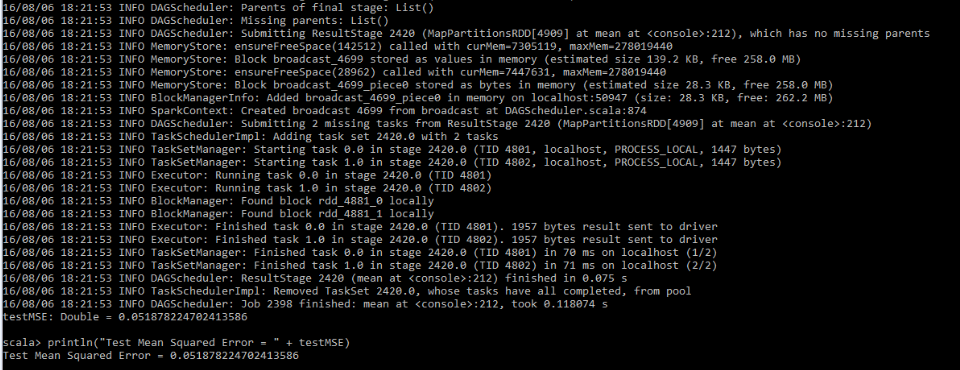 16/08/06 18:21:53 INFO DAGScheduler: Parents of final stage: List()
16/08/06 18:21:53 INFO DAGScheduler: Missing parents: List()
16/08/06 18:21:53 INFO DAGScheduler: Submitting ResultStage 2420 (MapPartitionsRDD[4909] at mean at <console>:212), which has no missing parents
16/08/06 18:21:53 INFO MemoryStore: ensureFreeSpace(142512) called with curMem=7305119, maxMem=278019440
16/08/06 18:21:53 INFO MemoryStore: Block broadcast_4699 stored as values in memory (estimated size 139.2 KB, free 258.0 MB)
16/08/06 18:21:53 INFO MemoryStore: ensureFreeSpace(28962) called with curMem=7447631, maxMem=278019440
16/08/06 18:21:53 INFO MemoryStore: Block broadcast_4699_piece0 stored as bytes in memory (estimated size 28.3 KB, free 258.0 MB)
16/08/06 18:21:53 INFO BlockManagerInfo: Added broadcast_4699_piece0 in memory on localhost:50947 (size: 28.3 KB, free: 262.2 MB)
16/08/06 18:21:53 INFO SparkContext: Created broadcast 4699 from broadcast at DAGScheduler.scala:874
16/08/06 18:21:53 INFO DAGScheduler: Submitting 2 missing tasks from ResultStage 2420 (MapPartitionsRDD[4909] at mean at <console>:212)
16/08/06 18:21:53 INFO TaskSchedulerImpl: Adding task set 2420.0 with 2 tasks
16/08/06 18:21:53 INFO TaskSetManager: Starting task 0.0 in stage 2420.0 (TID 4801, localhost, PROCESS_LOCAL, 1447 bytes)
16/08/06 18:21:53 INFO TaskSetManager: Starting task 1.0 in stage 2420.0 (TID 4802, localhost, PROCESS_LOCAL, 1447 bytes)
16/08/06 18:21:53 INFO Executor: Running task 0.0 in stage 2420.0 (TID 4801)
16/08/06 18:21:53 INFO Executor: Running task 1.0 in stage 2420.0 (TID 4802)
16/08/06 18:21:53 INFO BlockManager: Found block rdd_4881_0 locally
16/08/06 18:21:53 INFO BlockManager: Found block rdd_4881_1 locally
16/08/06 18:21:53 INFO Executor: Finished task 0.0 in stage 2420.0 (TID 4801). 1957 bytes result sent to driver
16/08/06 18:21:53 INFO Executor: Finished task 1.0 in stage 2420.0 (TID 4802). 1957 bytes result sent to driver
16/08/06 18:21:53 INFO TaskSetManager: Finished task 0.0 in stage 2420.0 (TID 4801) in 70 ms on localhost (1/2)
16/08/06 18:21:53 INFO TaskSetManager: Finished task 1.0 in stage 2420.0 (TID 4802) in 71 ms on localhost (2/2)
16/08/06 18:21:53 INFO DAGScheduler: ResultStage 2420 (mean at <console>:212) finished in 0.075 s
16/08/06 18:21:53 INFO TaskSchedulerImpl: Removed TaskSet 2420.0, whose tasks have all completed, from pool
16/08/06 18:21:53 INFO DAGScheduler: Job 2398 finished: mean at <console>:212, took 0.118074 s
testMSE: Double = 0.051878224702413586
scala> println("Test Mean Squared Error = " + testMSE)
Test Mean Squared Error = 0.051878224702413586